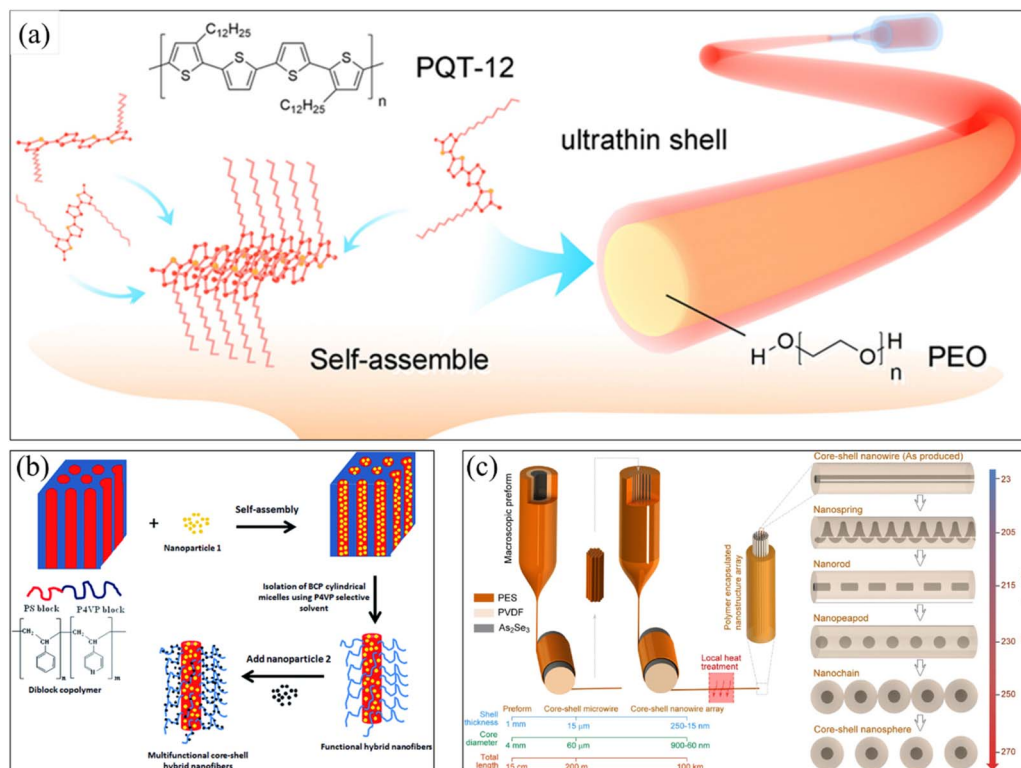 (a)
C12H25
S
S
S
S
n
C12H25
PQT-12
ultrathin shell
Self-assemble
H O O H
n
PEO
(b)
+
Nanoparticle 1
Self-assembly
Isolation of BCP cylindrical
micelles using P4VP selective
solvent
PS block
P4VP block
CH2
CH2
n
m
N
Diblock copolymer
Add nanoparticle 2
Functional hybrid nanofibers
Multifunctional core-shell
hybrid nanofibers
(c)
Macroscopic preform
PES
PVDF
As2Se3
Polymer encapsulated
nanostructure array
Local heat
treatment
Preform
Core-shell microwire
Core-shell nanowire array
Shell
thickness
1 mm
15 μm
250-15 nm
Core
diameter
4 mm
60 μm
900-60 nm
Total
length
15 cm
200 m
100 km
Core-shell nanowire (As produced)
23
Nanospring
205
Nanorod
215
Nanopeapod
230
Nanochain
250
Core-shell nanosphere
270